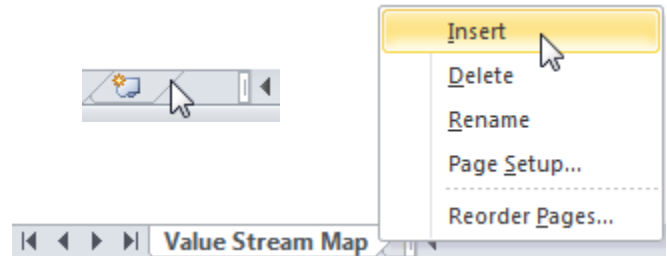 Insert
Delete
Rename
Page Setup...
Reorder Pages...
Value Stream Map